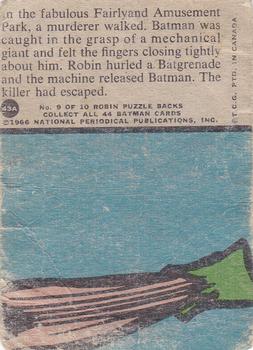 in the fabulous Fairlyand Amusement
Park, a murderer walked. Batman was
caught in the grasp of a mechanical
giant and felt the fingers closing tightly
about him. Robin hurled a Batgrenade
and the machine released Batman. The
killer had escaped.
43A
No. 9 OF 10 ROBIN PUZZLE BACKS
COLLECT ALL 44 BATMAN CARDS
©1966 NATIONAL PERIODICAL PUBLICATIONS, INC.
©T.C.G. PTD. IN CANADA